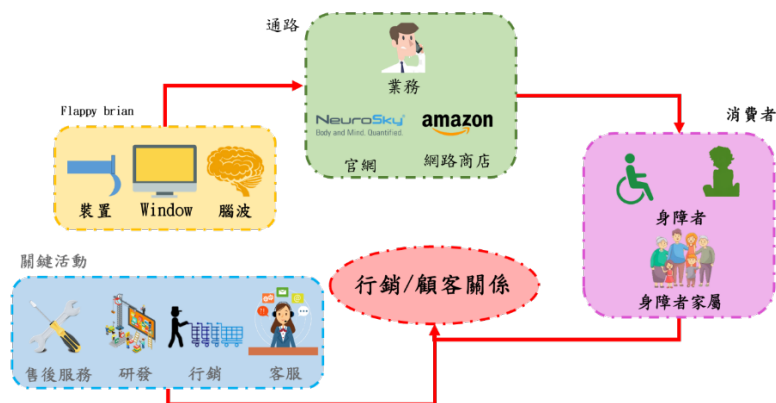 通路
業務
NeuroSky
Body and Mind. Quantified.
amazon
官網
網路商店
Flappy brian
裝置
Window
腦波
消費者
身障者
身障者家屬
關鍵活動
售後服務
研發
行銷
客服
行銷/顧客關係